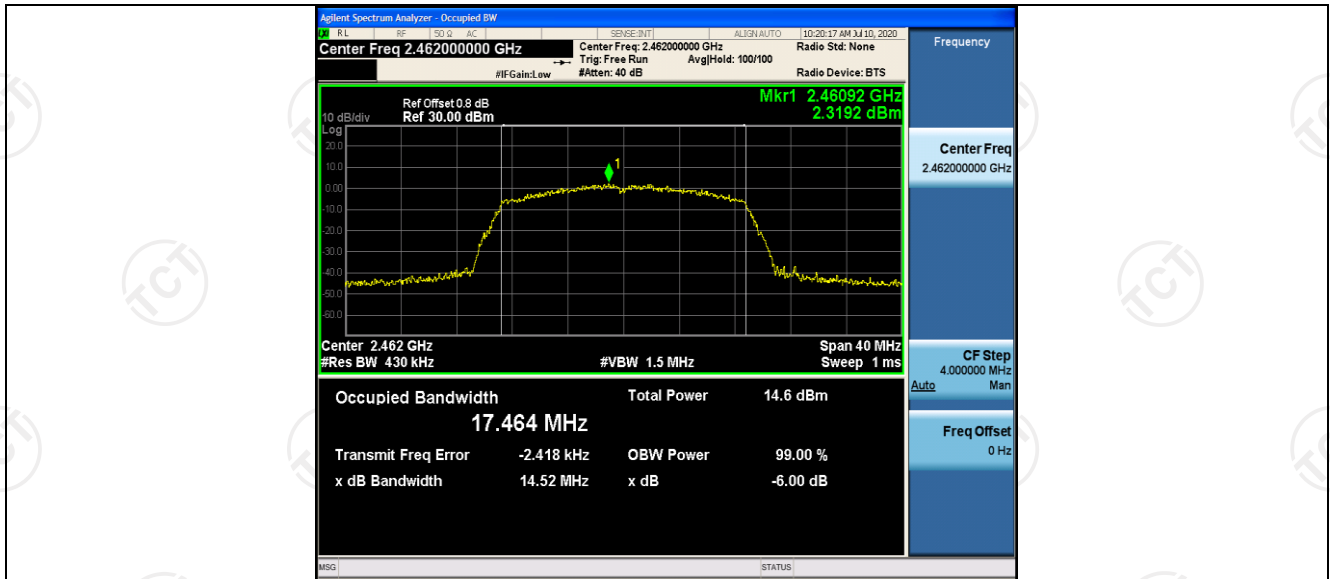 Agilent Spectrum Analyzer - Occupied BW
RL RF 50 Ω AC SENSE:INT ALIGN AUTO 10:20:17 AM Jul 10, 2020
Center Freq 2.462000000 GHz
Center Freq: 2.462000000 GHz Radio Std: None
Trig: Free Run Avg|Hold: 100/100
#IFGain:Low #Atten: 40 dB Radio Device: BTS
Frequency
Mkr1 2.46092 GHz
2.3192 dBm
Ref Offset 0.8 dB
10 dB/div Ref 30.00 dBm
Log
20.0
10.0
0.00
-10.0
-20.0
-30.0
-40.0
-50.0
-60.0
1
Center 2.462 GHz Span 40 MHz
#Res BW 430 kHz #VBW 1.5 MHz Sweep 1 ms
Center Freq
2.462000000 GHz
CF Step
4.000000 MHz
Auto Man
Freq Offset
0 Hz
Occupied Bandwidth Total Power 14.6 dBm
17.464 MHz
Transmit Freq Error -2.418 kHz OBW Power 99.00 %
x dB Bandwidth 14.52 MHz x dB -6.00 dB
MSG STATUS
TCT
TCT